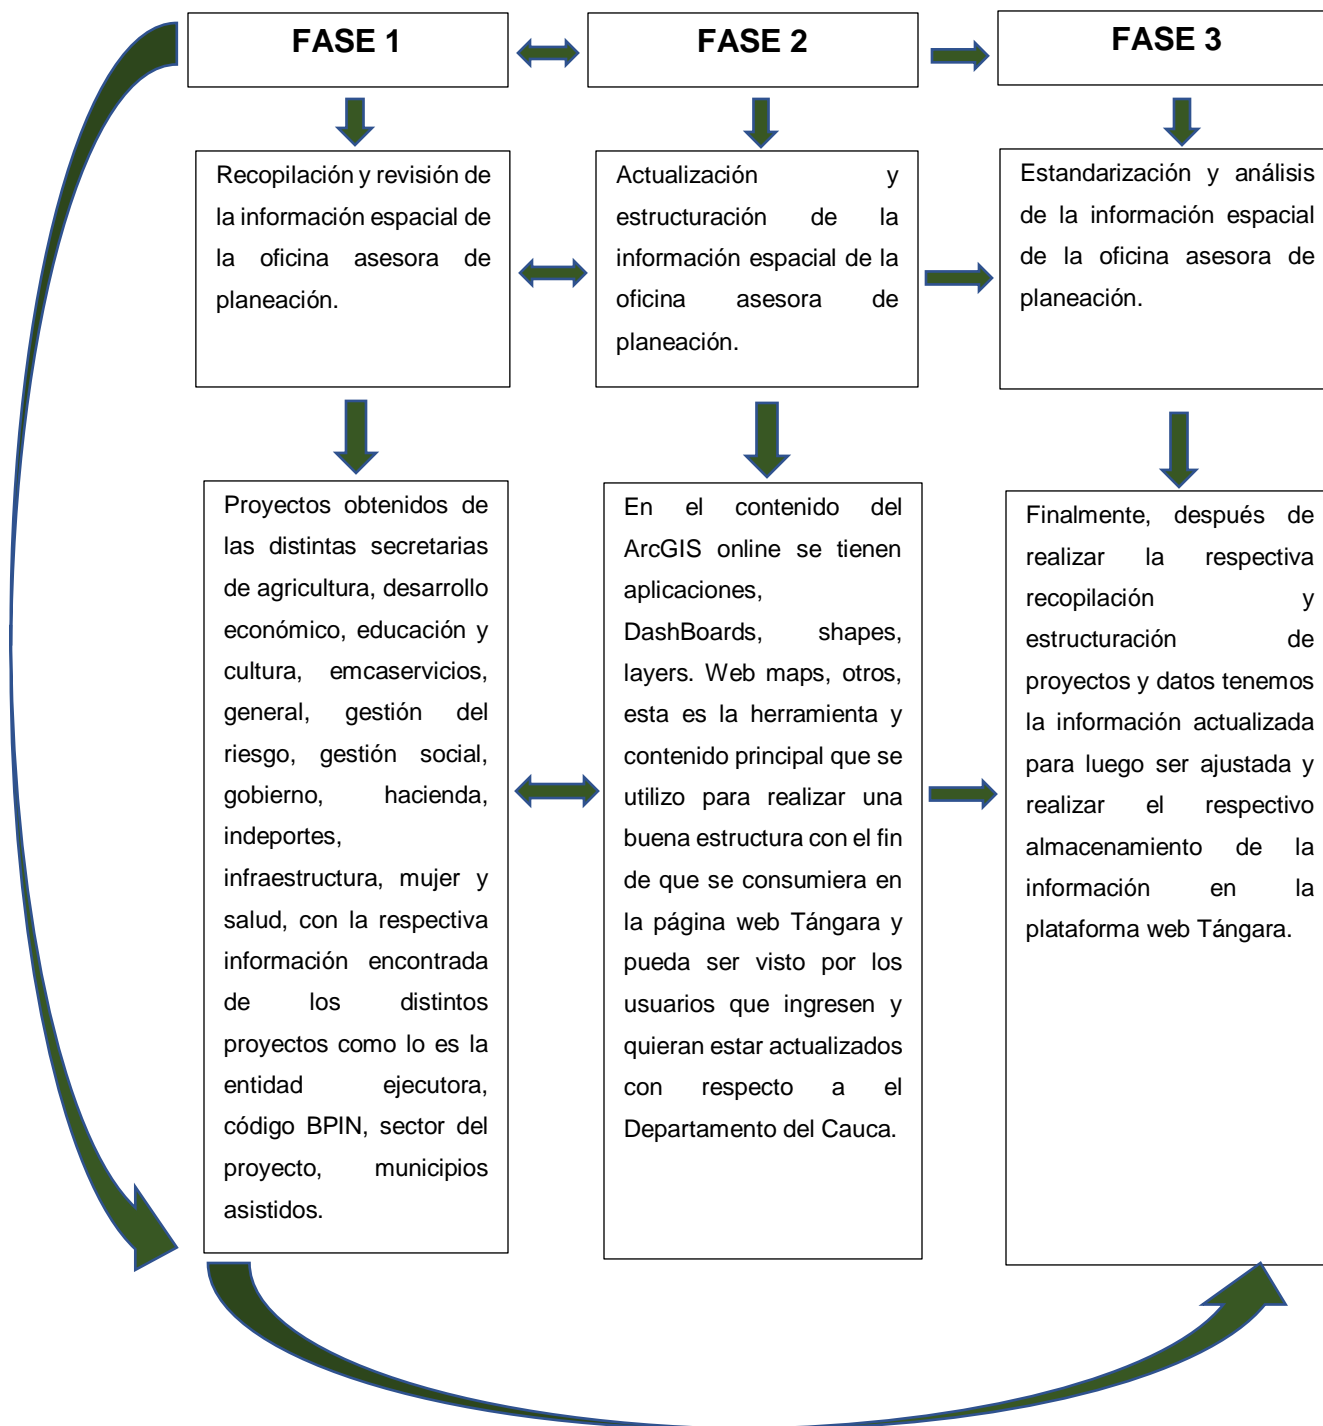 FASE 1
FASE 2
FASE 3
Recopilación y revisión de
la información espacial de
la oficina asesora de
planeación.
Actualización y
estructuración de la
información espacial de la
oficina asesora de
planeación.
Estandarización y análisis
de la información espacial
de la oficina asesora de
planeación.
Proyectos obtenidos de
las distintas secretarias
de agricultura, desarrollo
económico, educación y
cultura, emcaservicios,
general, gestión del
riesgo, gestión social,
gobierno, hacienda,
indeportes,
infraestructura, mujer y
salud, con la respectiva
información encontrada
de los distintos
proyectos como lo es la
entidad ejecutora,
código BPIN, sector del
proyecto, municipios
asistidos.
En el contenido del
ArcGIS online se tienen
aplicaciones,
DashBoards, shapes,
layers. Web maps, otros,
esta es la herramienta y
contenido principal que se
utilizo para realizar una
buena estructura con el fin
de que se consumiera en
la página web Tángara y
pueda ser visto por los
usuarios que ingresen y
quieran estar actualizados
con respecto a el
Departamento del Cauca.
Finalmente, después de
realizar la respectiva
recopilación y
estructuración de
proyectos y datos tenemos
la información actualizada
para luego ser ajustada y
realizar el respectivo
almacenamiento de la
información en la
plataforma web Tángara.